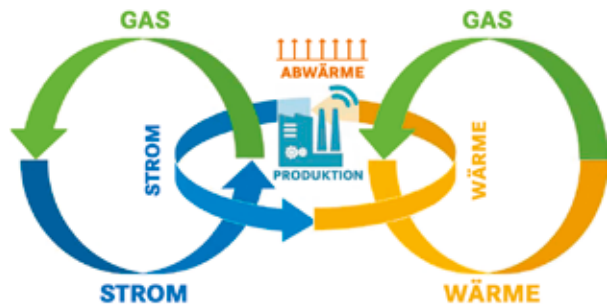 GAS
GAS
ABWÄRME
STROM
WÄRME
PRODUKTION
STROM
WÄRME